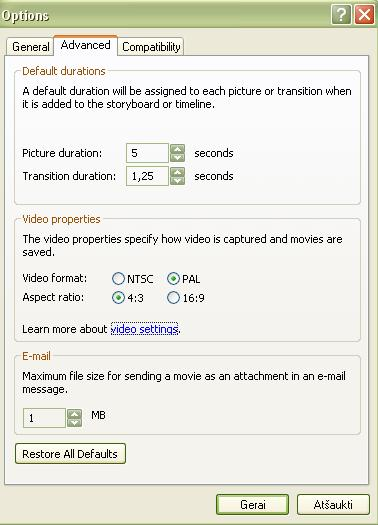 Options
General
Advanced
Compatibility
Default durations
A default duration will be assigned to each picture or transition when
it is added to the storyboard or timeline.
Picture duration: 5 seconds
Transition duration: 1,25 seconds
Video properties
The video properties specify how video is captured and movies are
saved.
Video format: NTSC PAL
Aspect ratio: 4:3 16:9
Learn more about video settings.
E-mail
Maximum file size for sending a movie as an attachment in an e-mail
message.
1 MB
Restore All Defaults
Gerai Atšaukti